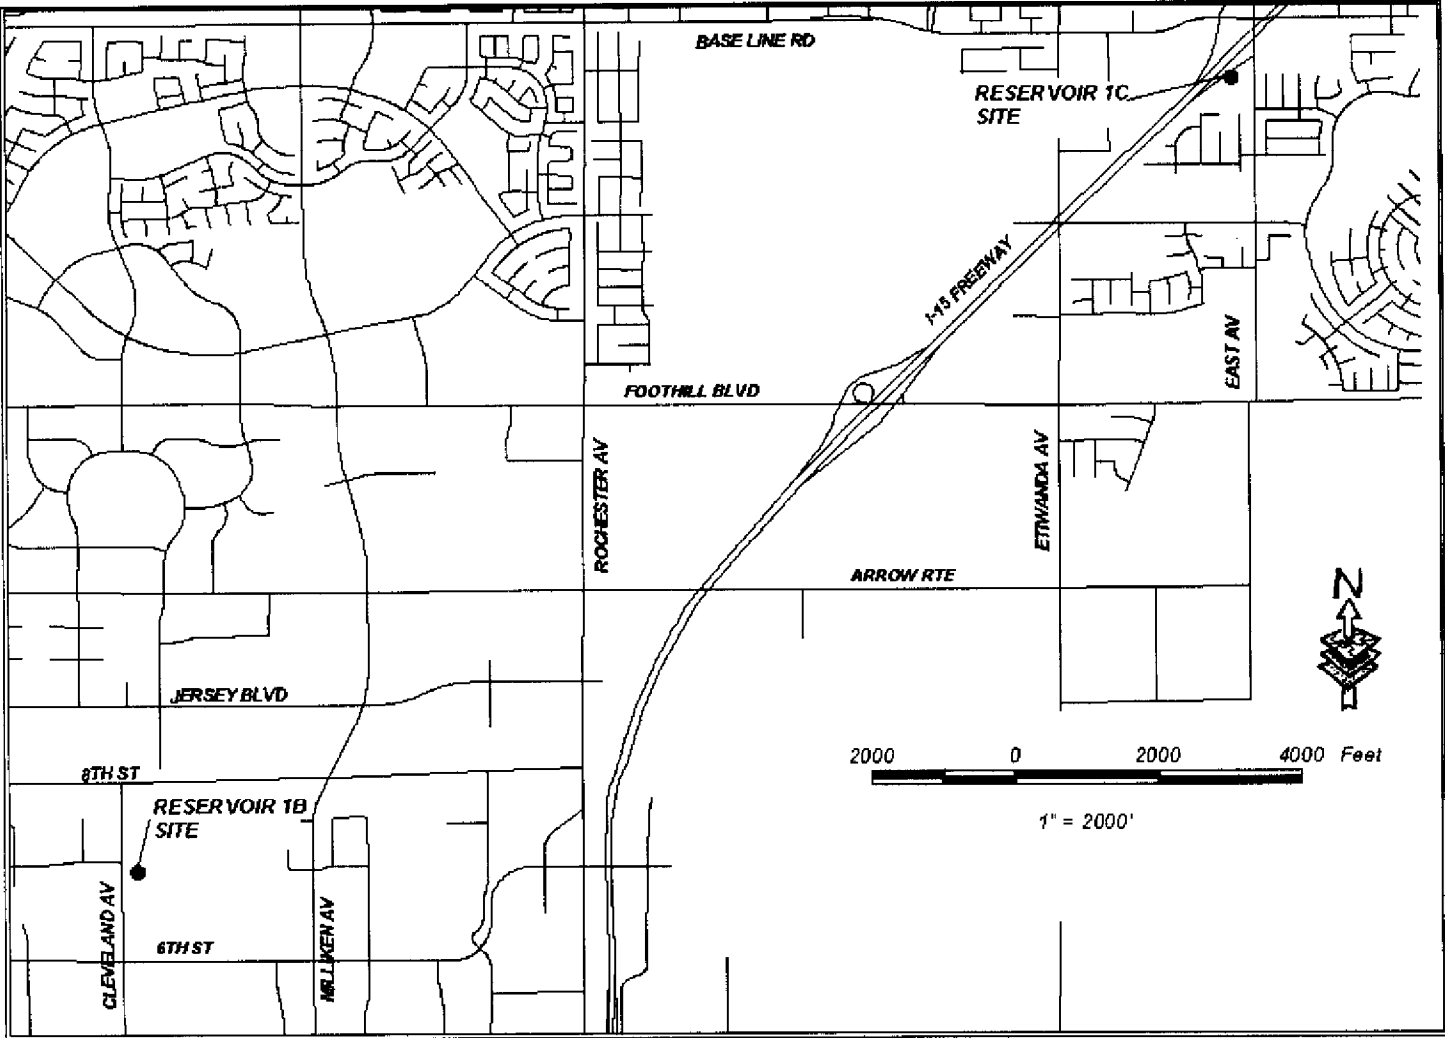 BASE LINE RD
RESERVOIR 1C
SITE
I-15 FREEWAY
EAST AV
FOOTHILL BLVD
ROCHESTER AV
ETIWANDA AV
ARROW RTE
N
JERSEY BLVD
2000 0 2000 4000 Feet
8TH ST
RESERVOIR 1B
SITE
1" = 2000'
CLEVELAND AV
MILLIKEN AV
6TH ST